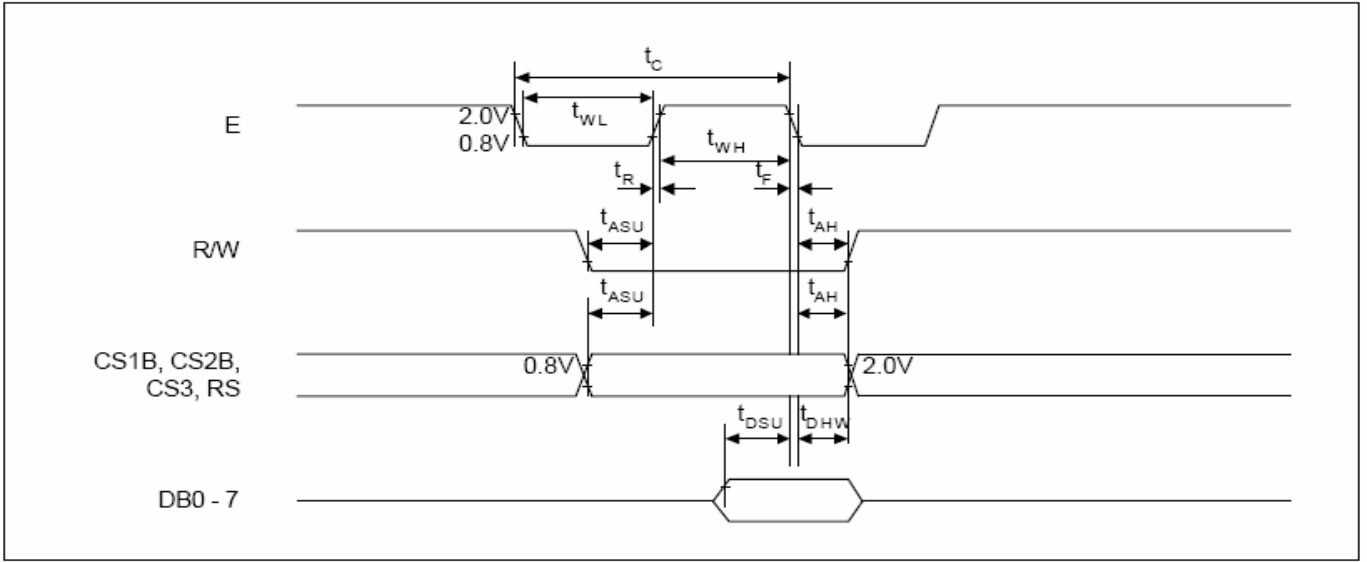 tC
2.0V
tWL
E
0.8V
tWH
tR
tF
tASU
tAH
R/W
tASU
tAH
CS1B, CS2B,
0.8V
2.0V
CS3, RS
tDSU
tDHW
DB0 - 7